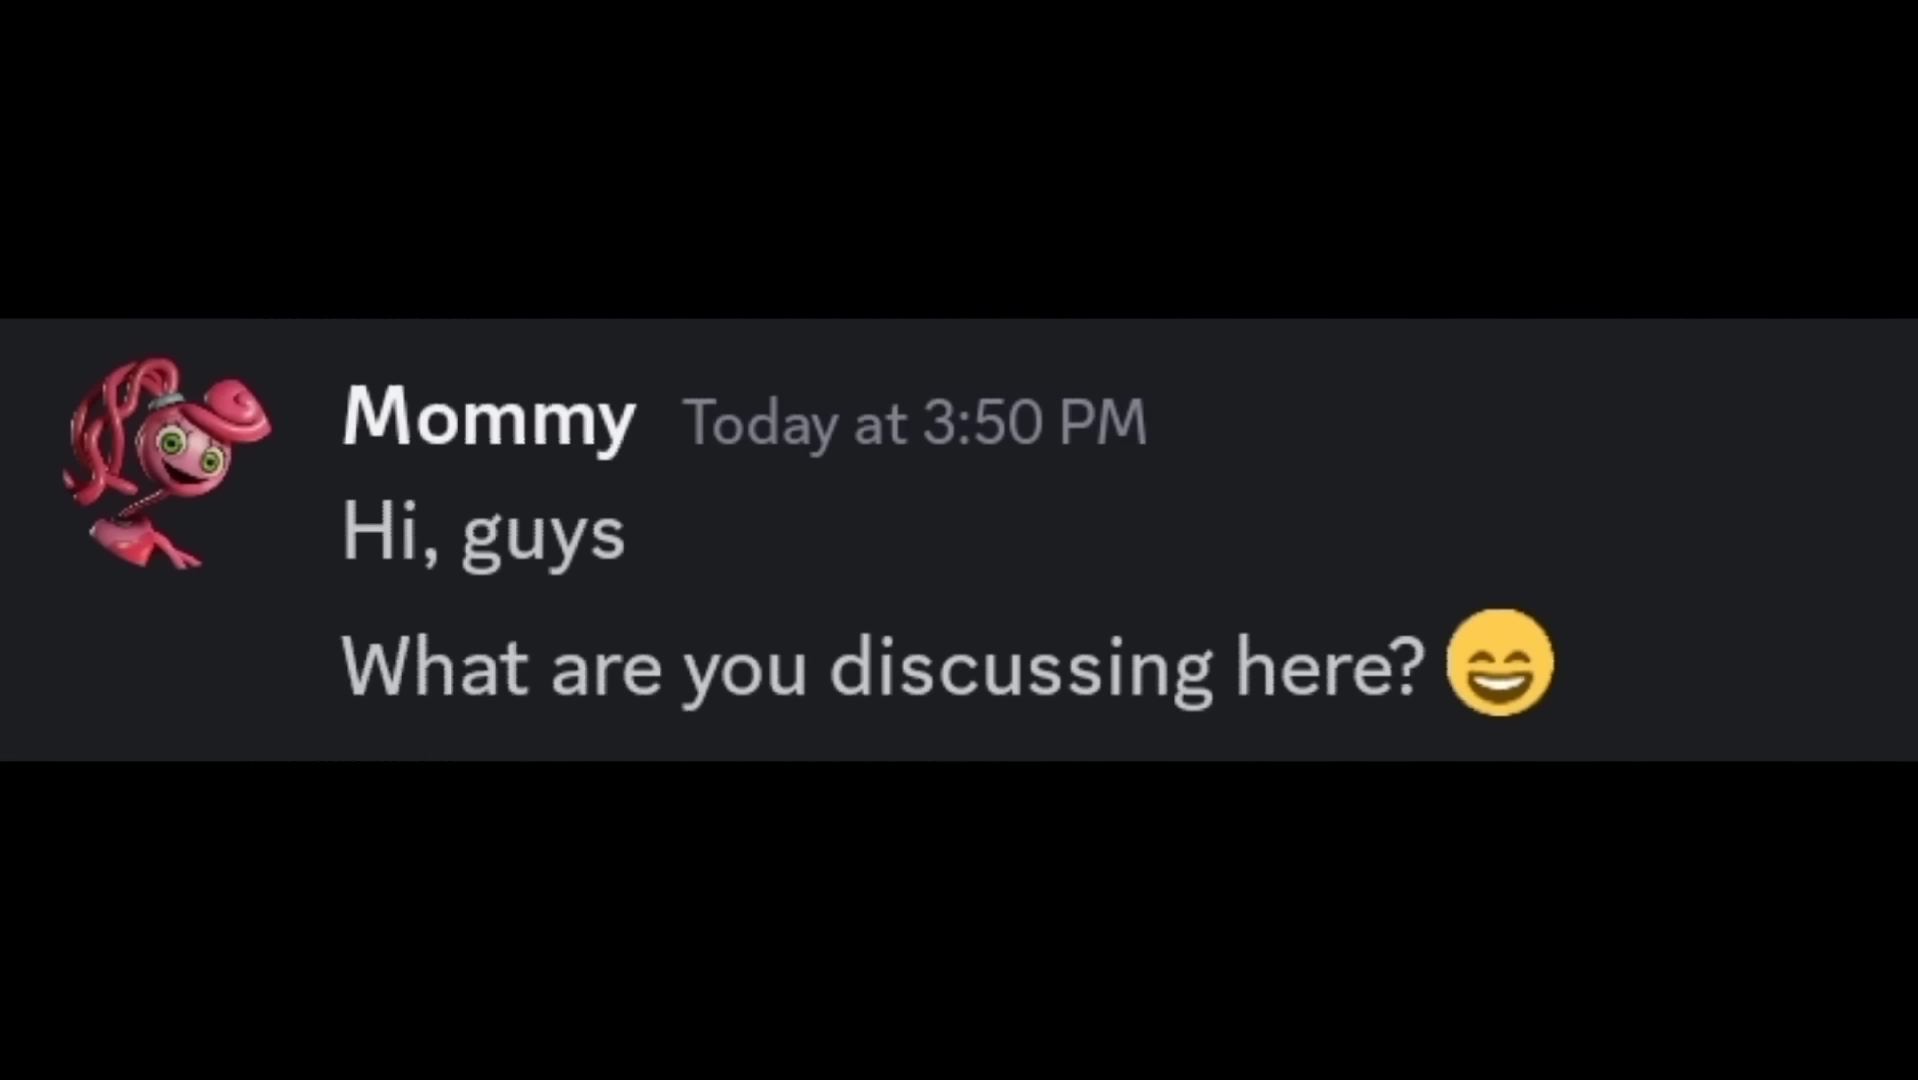 Mommy Today at 3:50 PM
Hi, guys
What are you discussing here? 😄